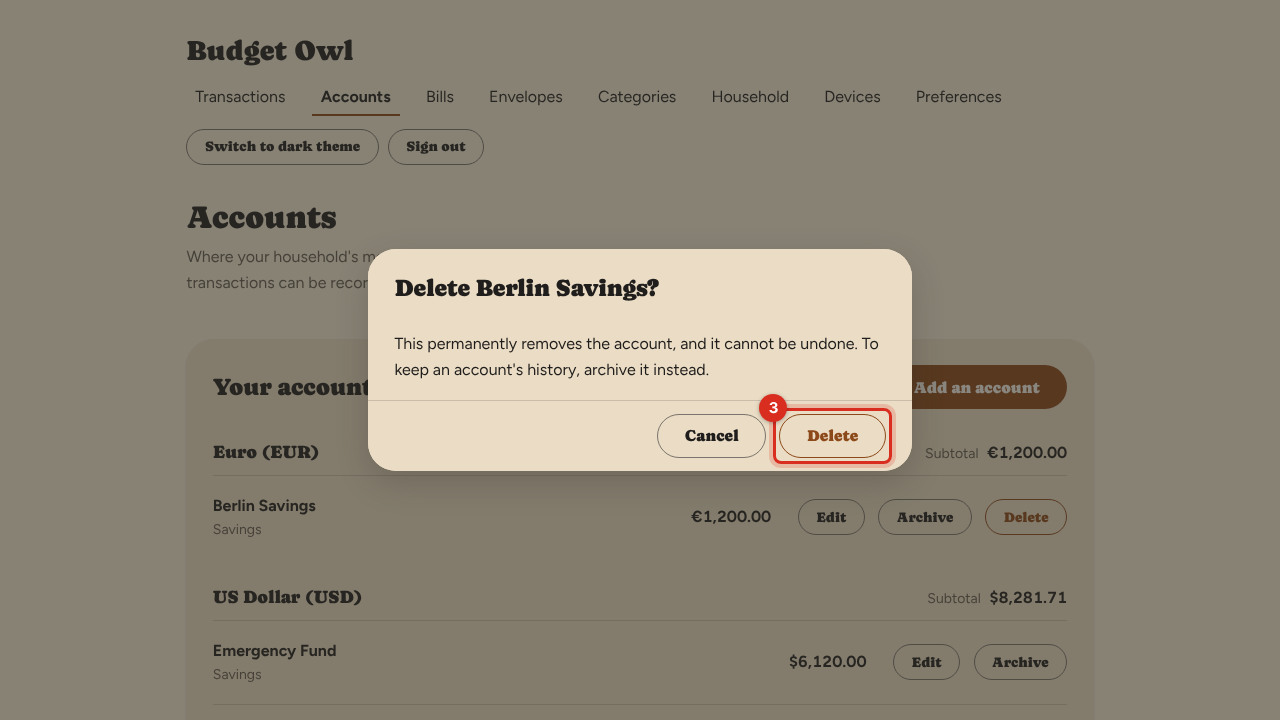 Budget Owl
Transactions Accounts Bills Envelopes Categories Household Devices Preferences
Switch to dark theme Sign out
Accounts
Where your household's m
transactions can be recor
Delete Berlin Savings?
This permanently removes the account, and it cannot be undone. To
keep an account's history, archive it instead.
3
Cancel Delete
Your account
Add an account
Euro (EUR) Subtotal €1,200.00
Berlin Savings
Savings
€1,200.00 Edit Archive Delete
US Dollar (USD) Subtotal $8,281.71
Emergency Fund
Savings
$6,120.00 Edit Archive